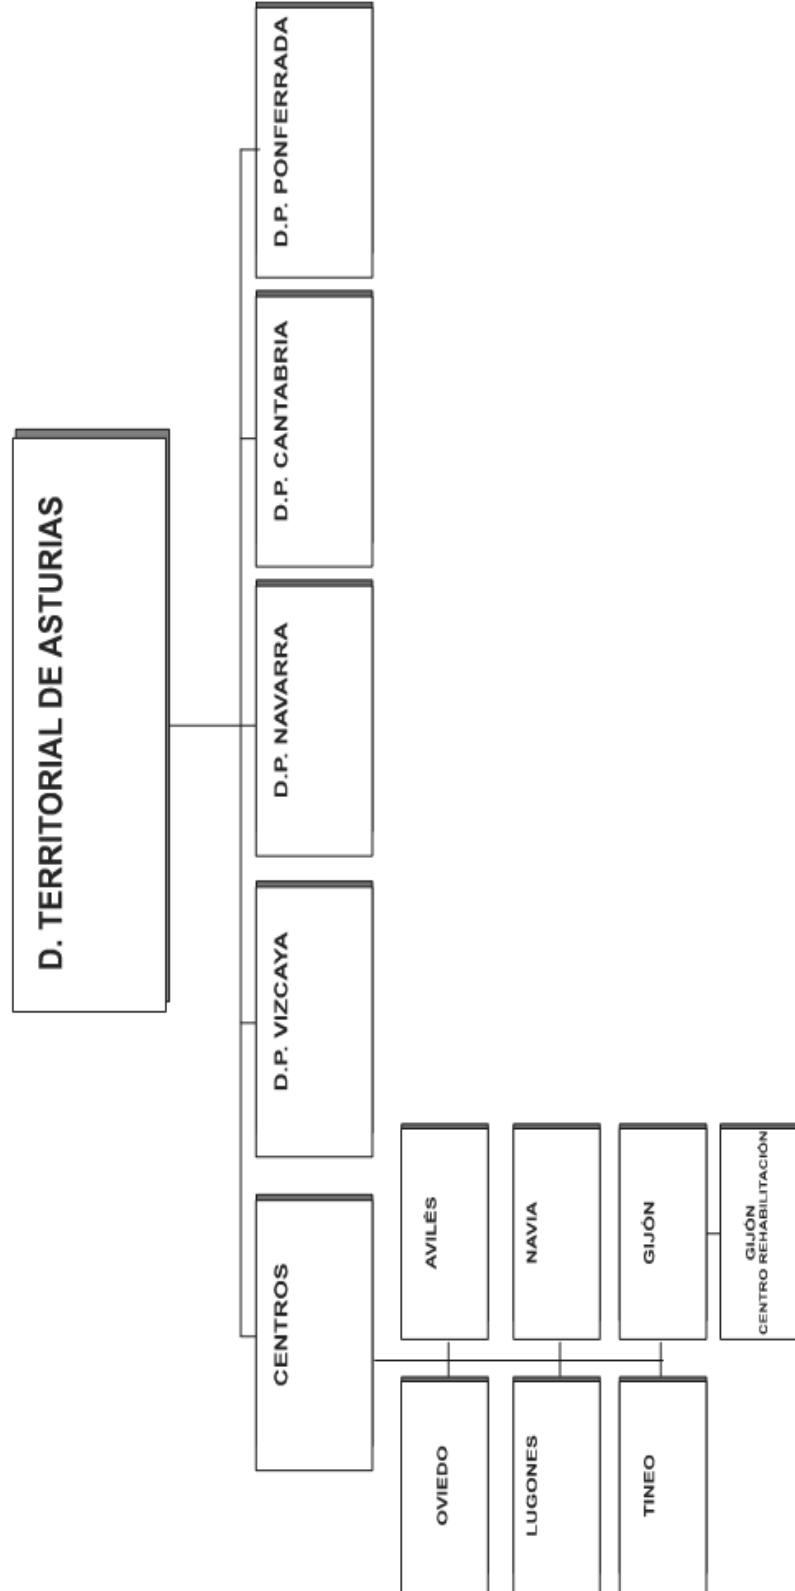 D. TERRITORIAL DE ASTURIAS
CENTROS
D.P. VIZCAYA
D.P. NAVARRA
D.P. CANTABRIA
D.P. PONFERRADA
OVIEDO
AVILÉS
LUGONES
NAVIA
TINEO
GIJÓN
GIJÓN
CENTRO REHABILITACIÓN